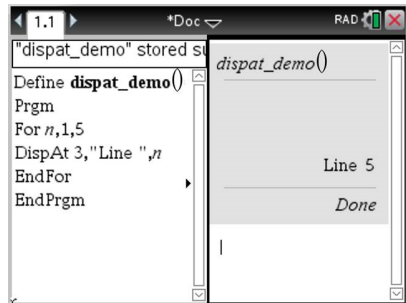 1.1 *Doc RAD
"dispat_demo" stored su
Define dispat_demo()
Prgm
For n,1,5
DispAt 3,"Line ",n
EndFor
EndPrgm
dispat_demo()
Line 5
Done